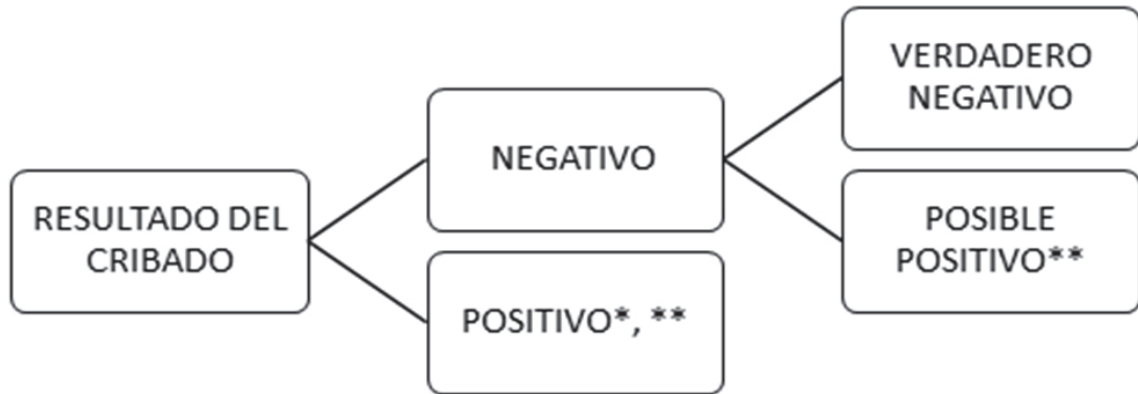 RESULTADO DEL
CRIBADO
NEGATIVO
POSITIVO*, **
VERDADERO
NEGATIVO
POSIBLE
POSITIVO**